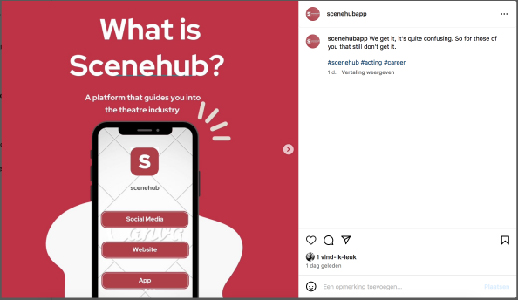 What is
Scenehub?
A platform that guides you into
the theatre industry
S
scenehub
Social Media
Website
App
scenehubapp
scenehubapp We get it, it's quite confusing. So for these of
you that still don't get it.
#scenehub #acting #career
1 d. Vertaling weergeven
vind-ik-leuk
1 dag geleden
Een opmerking toevoegen...
Plaatsen